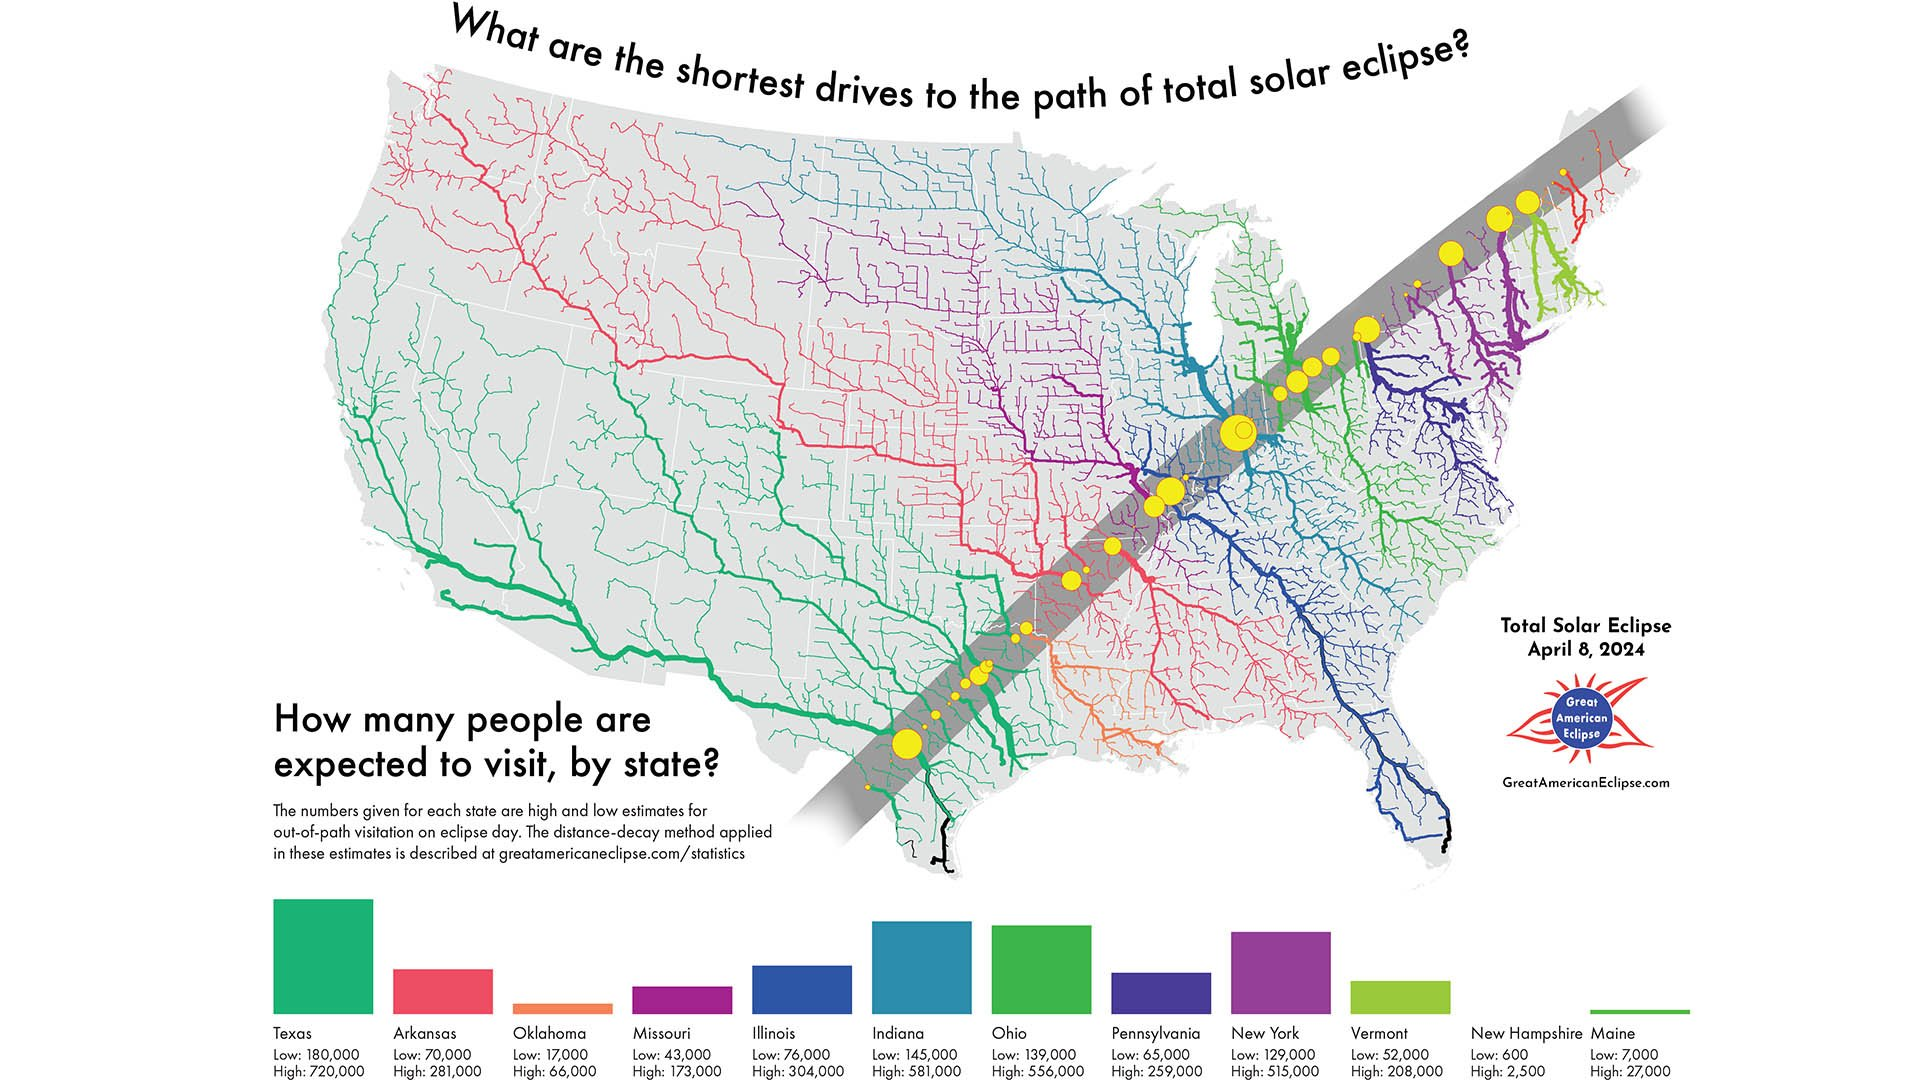 What are the shortest drives to the path of total solar eclipse?
Total Solar Eclipse
April 8, 2024
Great
American
Eclipse
GreatAmericanEclipse.com
How many people are
expected to visit, by state?
The numbers given for each state are high and low estimates for
out-of-path visitation on eclipse day. The distance-decay method applied
in these estimates is described at greatamericaneclipse.com/statistics
Texas
Low: 180,000
High: 720,000
Arkansas
Low: 70,000
High: 281,000
Oklahoma
Low: 17,000
High: 66,000
Missouri
Low: 43,000
High: 173,000
Illinois
Low: 76,000
High: 304,000
Indiana
Low: 145,000
High: 581,000
Ohio
Low: 139,000
High: 556,000
Pennsylvania
Low: 65,000
High: 259,000
New York
Low: 129,000
High: 515,000
Vermont
Low: 52,000
High: 208,000
New Hampshire
Low: 600
High: 2,500
Maine
Low: 7,000
High: 27,000